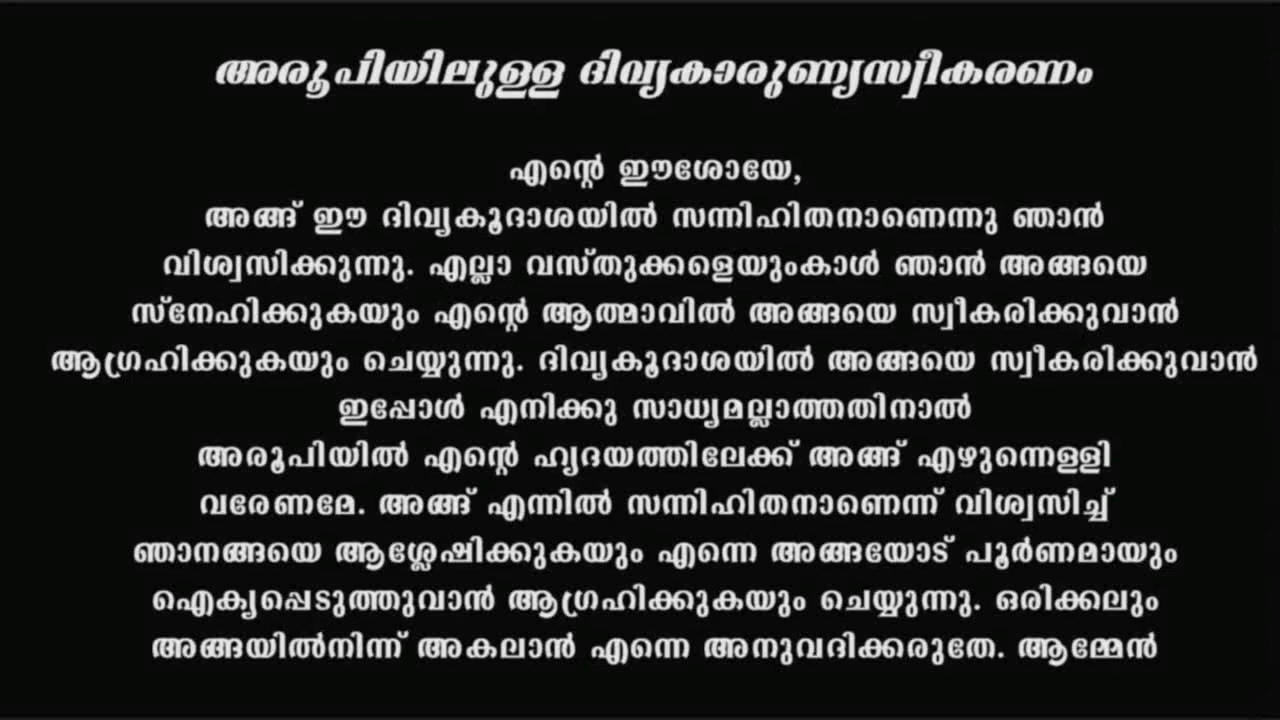 അരൂപിയിലുള്ള ദിവ്യകാരുണ്യസ്വീകരണം
എന്റെ ഈശോയേ,
അങ്ങ് ഈ ദിവ്യകൂദാശയിൽ സന്നിഹിതനാണെന്നു ഞാൻ
വിശ്വസിക്കുന്നു. എല്ലാ വസ്തുക്കളെയുംകാൾ ഞാൻ അങ്ങയെ
സ്നേഹിക്കുകയും എന്റെ ആത്മാവിൽ അങ്ങയെ സ്വീകരിക്കുവാൻ
ആഗ്രഹിക്കുകയും ചെയ്യുന്നു. ദിവ്യകൂദാശയിൽ അങ്ങയെ സ്വീകരിക്കുവാൻ
ഇപ്പോൾ എനിക്കു സാധ്യമല്ലാത്തതിനാൽ
അരൂപിയിൽ എന്റെ ഹൃദയത്തിലേക്ക് അങ്ങ് എഴുന്നെള്ളി
വരേണമേ. അങ്ങ് എന്നിൽ സന്നിഹിതനാണെന്ന് വിശ്വസിച്ച്
ഞാനങ്ങയെ ആശ്ലേഷിക്കുകയും എന്നെ അങ്ങയോട് പൂർണമായും
ഐക്യപ്പെടുത്തുവാൻ ആഗ്രഹിക്കുകയും ചെയ്യുന്നു. ഒരിക്കലും
അങ്ങയിൽനിന്ന് അകലാൻ എന്നെ അനുവദിക്കരുതേ. ആമ്മേൻ